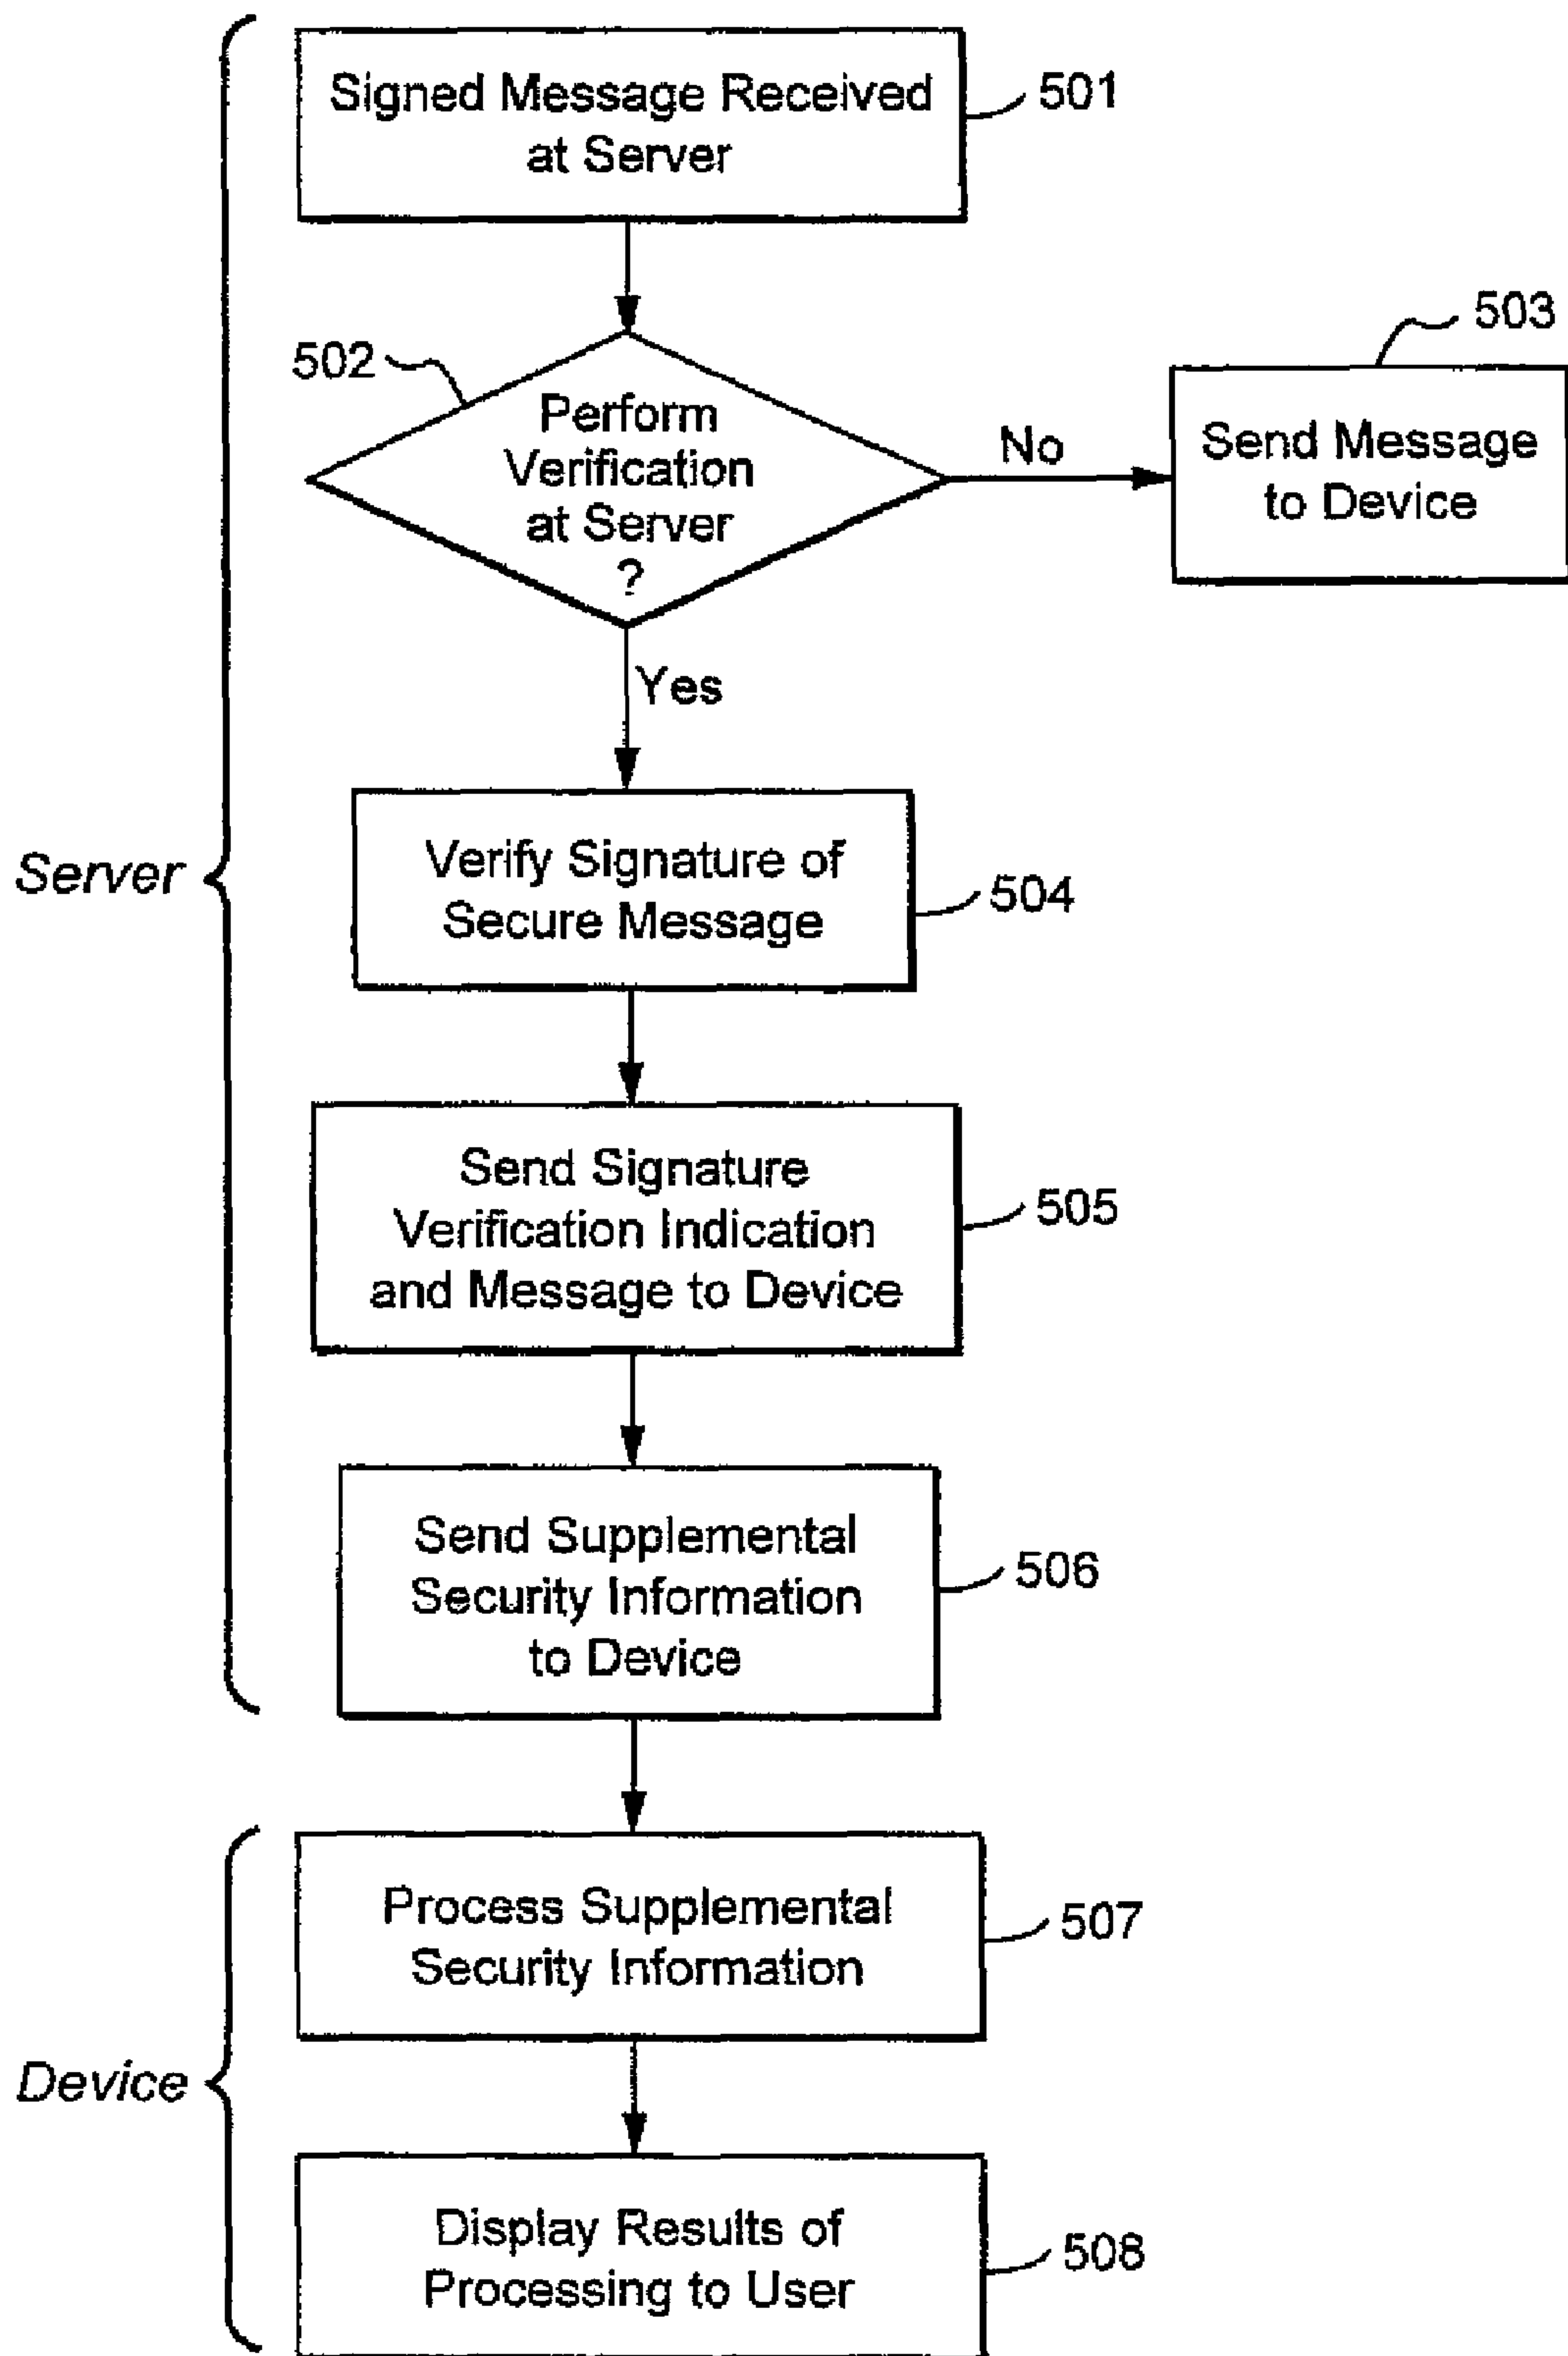 Signed Message Received
at Server
501
502
Perform
Verification
at Server
?
No
503
Send Message
to Device
Yes
Server
Verify Signature of
Secure Message
504
Send Signature
Verification Indication
and Message to Device
505
Send Supplemental
Security Information
to Device
506
Device
Process Supplemental
Security Information
507
Display Results of
Processing to User
508